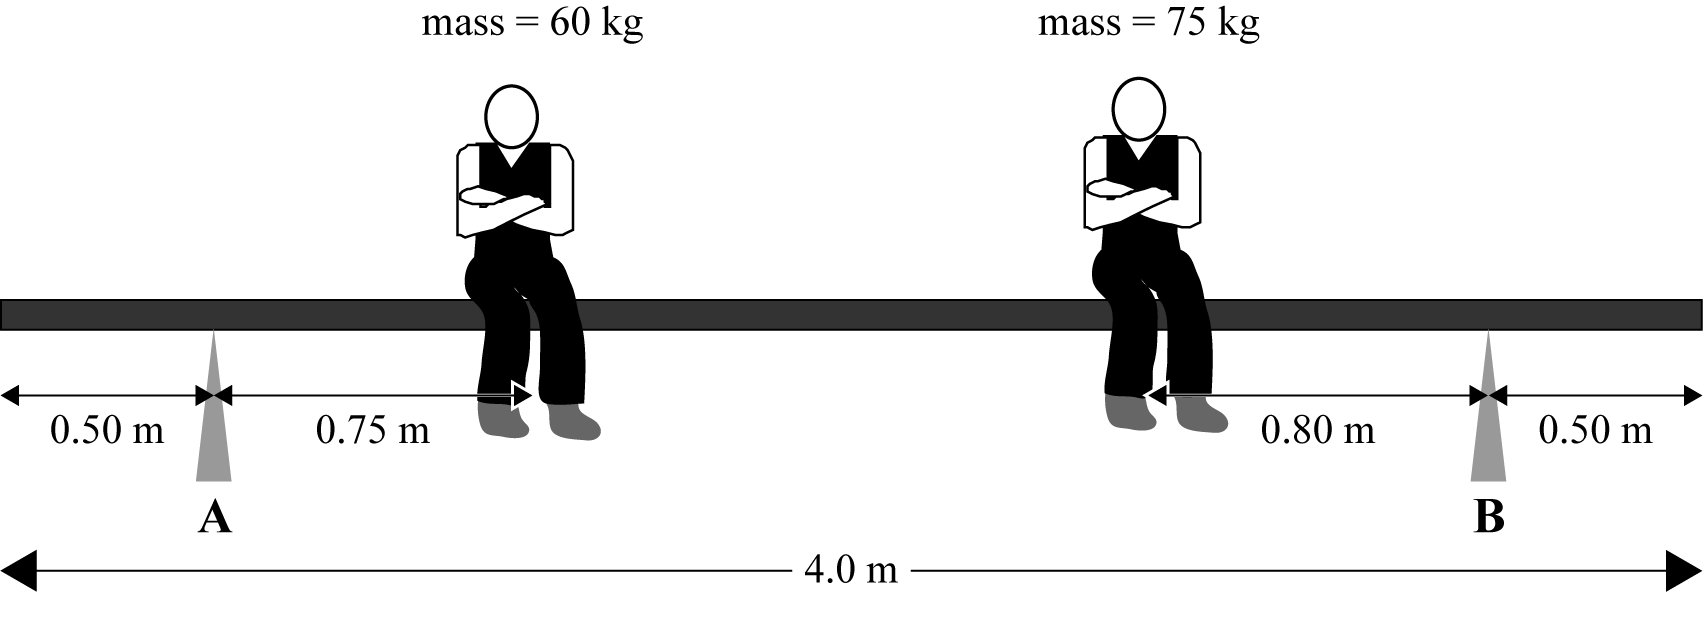 mass = 60 kg
mass = 75 kg
0.50 m
0.75 m
0.80 m
0.50 m
A
B
4.0 m